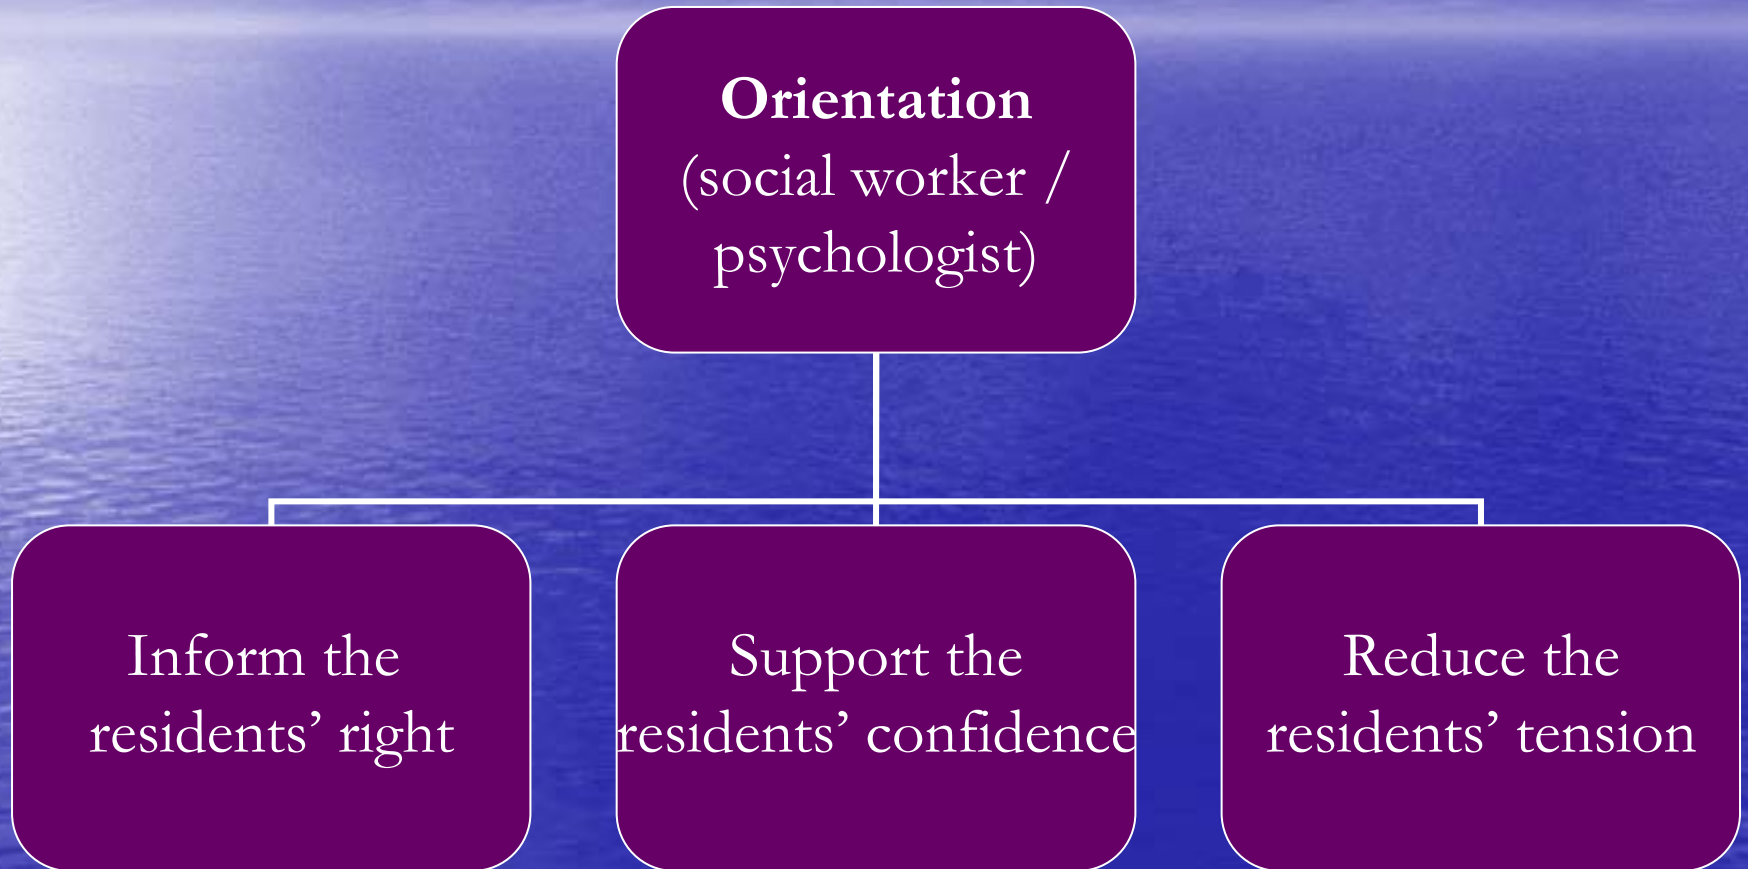 Orientation
(social worker /
psychologist)
Inform the
residents’ right
Support the
residents’ confidence
Reduce the
residents’ tension